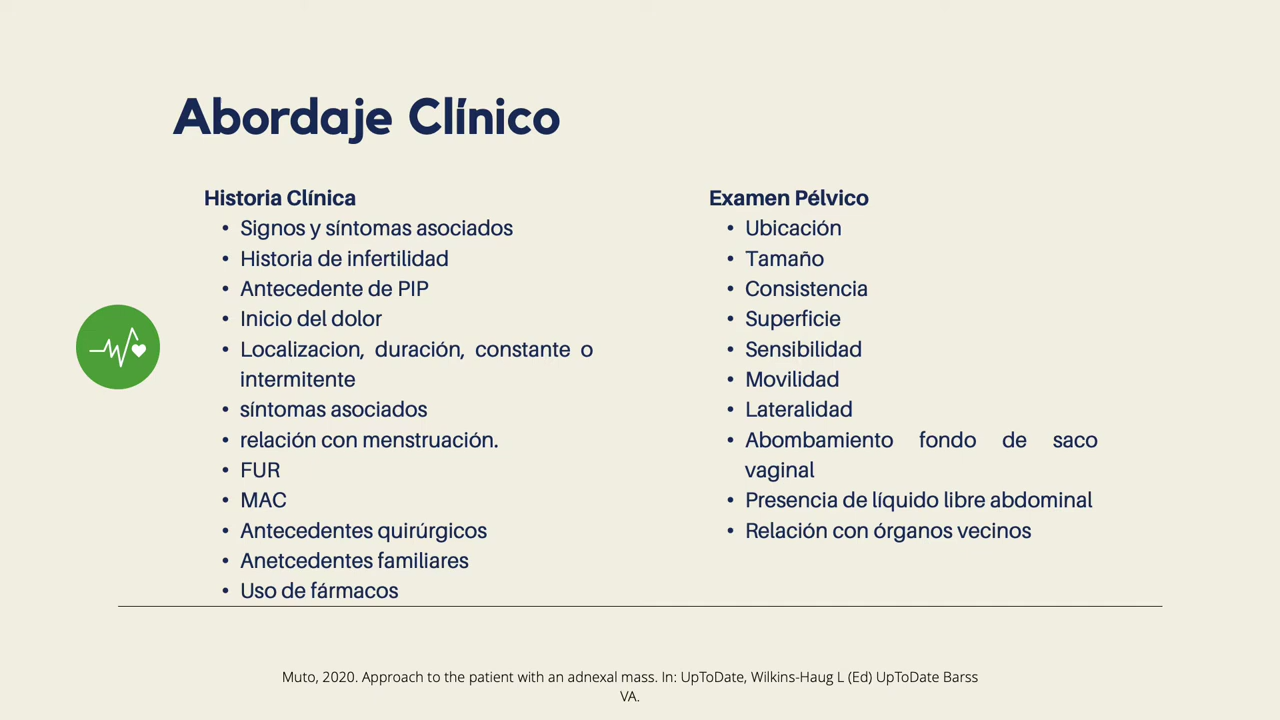 Abordaje Clínico
Historia Clínica
• Signos y síntomas asociados
• Historia de infertilidad
• Antecedente de PIP
• Inicio del dolor
• Localizacion, duración, constante o
intermitente
• síntomas asociados
• relación con menstruación.
• FUR
• MAC
• Antecedentes quirúrgicos
• Anetcedentes familiares
• Uso de fármacos
Examen Pélvico
• Ubicación
• Tamaño
• Consistencia
• Superficie
• Sensibilidad
• Movilidad
• Lateralidad
• Abombamiento fondo de saco
vaginal
• Presencia de líquido libre abdominal
• Relación con órganos vecinos
Muto, 2020. Approach to the patient with an adnexal mass. In: UpToDate, Wilkins-Haug L (Ed) UpToDate Barss
VA.